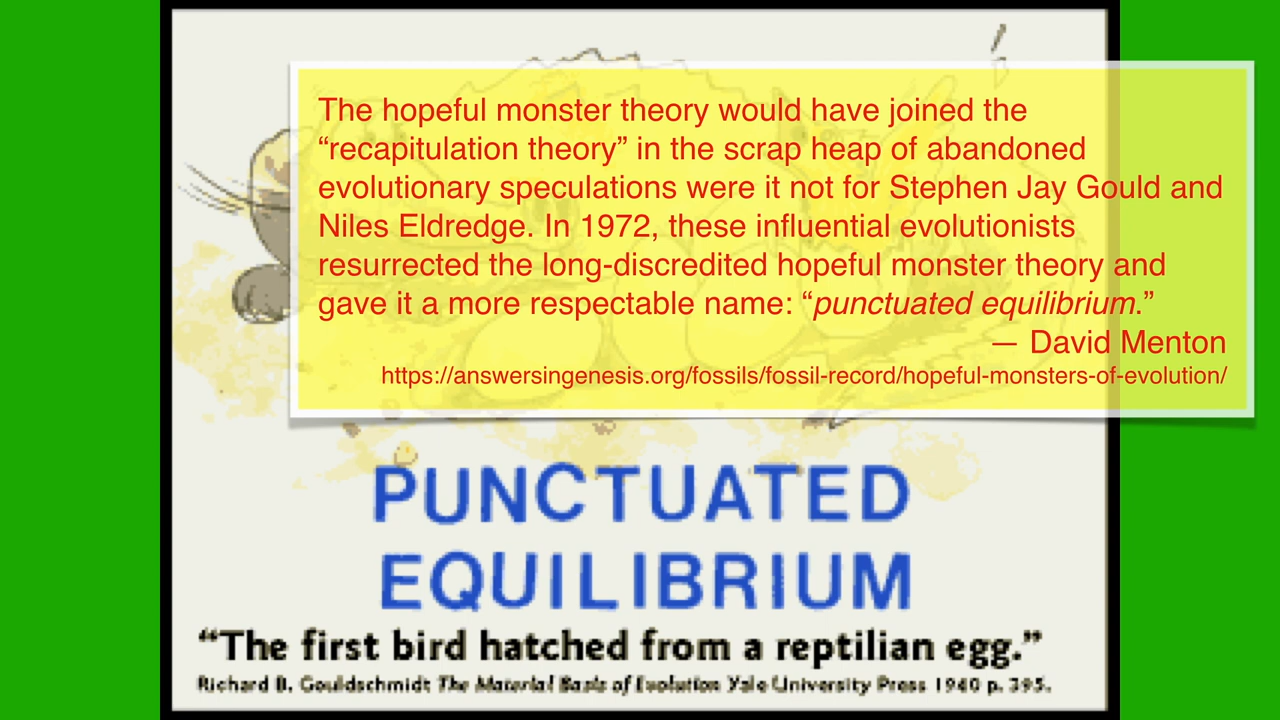 The hopeful monster theory would have joined the
“recapitulation theory” in the scrap heap of abandoned
evolutionary speculations were it not for Stephen Jay Gould and
Niles Eldredge. In 1972, these influential evolutionists
resurrected the long-discredited hopeful monster theory and
gave it a more respectable name: “punctuated equilibrium.”
— David Menton
https://answersingenesis.org/fossils/fossil-record/hopeful-monsters-of-evolution/
PUNCTUATED
EQUILIBRIUM
“The first bird hatched from a reptilian egg.”
Richard B. Gouldschmidt The Material Basis of Evolution Yale University Press 1940 p. 395.